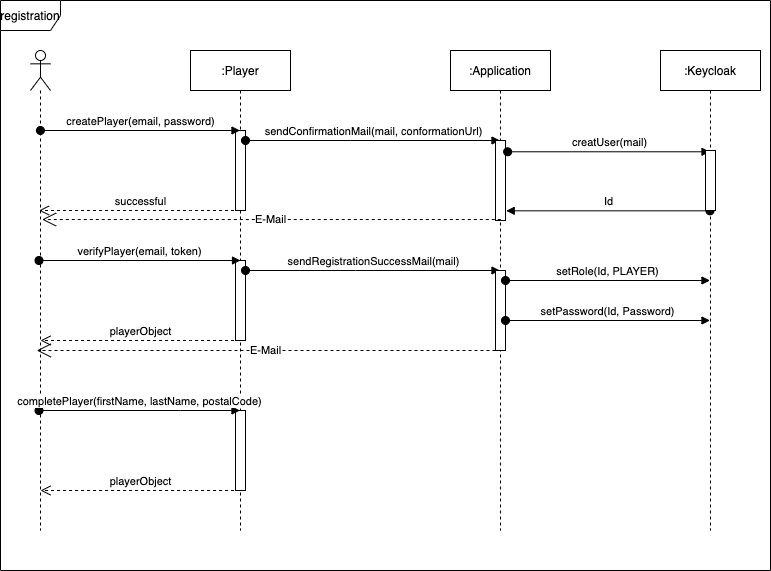 registration
:Player
:Application
:Keycloak
createPlayer(email, password)
sendConfirmationMail(mail, conformationUrl)
creatUser(mail)
successful
Id
E-Mail
verifyPlayer(email, token)
sendRegistrationSuccessMail(mail)
setRole(Id, PLAYER)
setPassword(Id, Password)
playerObject
E-Mail
completePlayer(firstName, lastName, postalCode)
playerObject